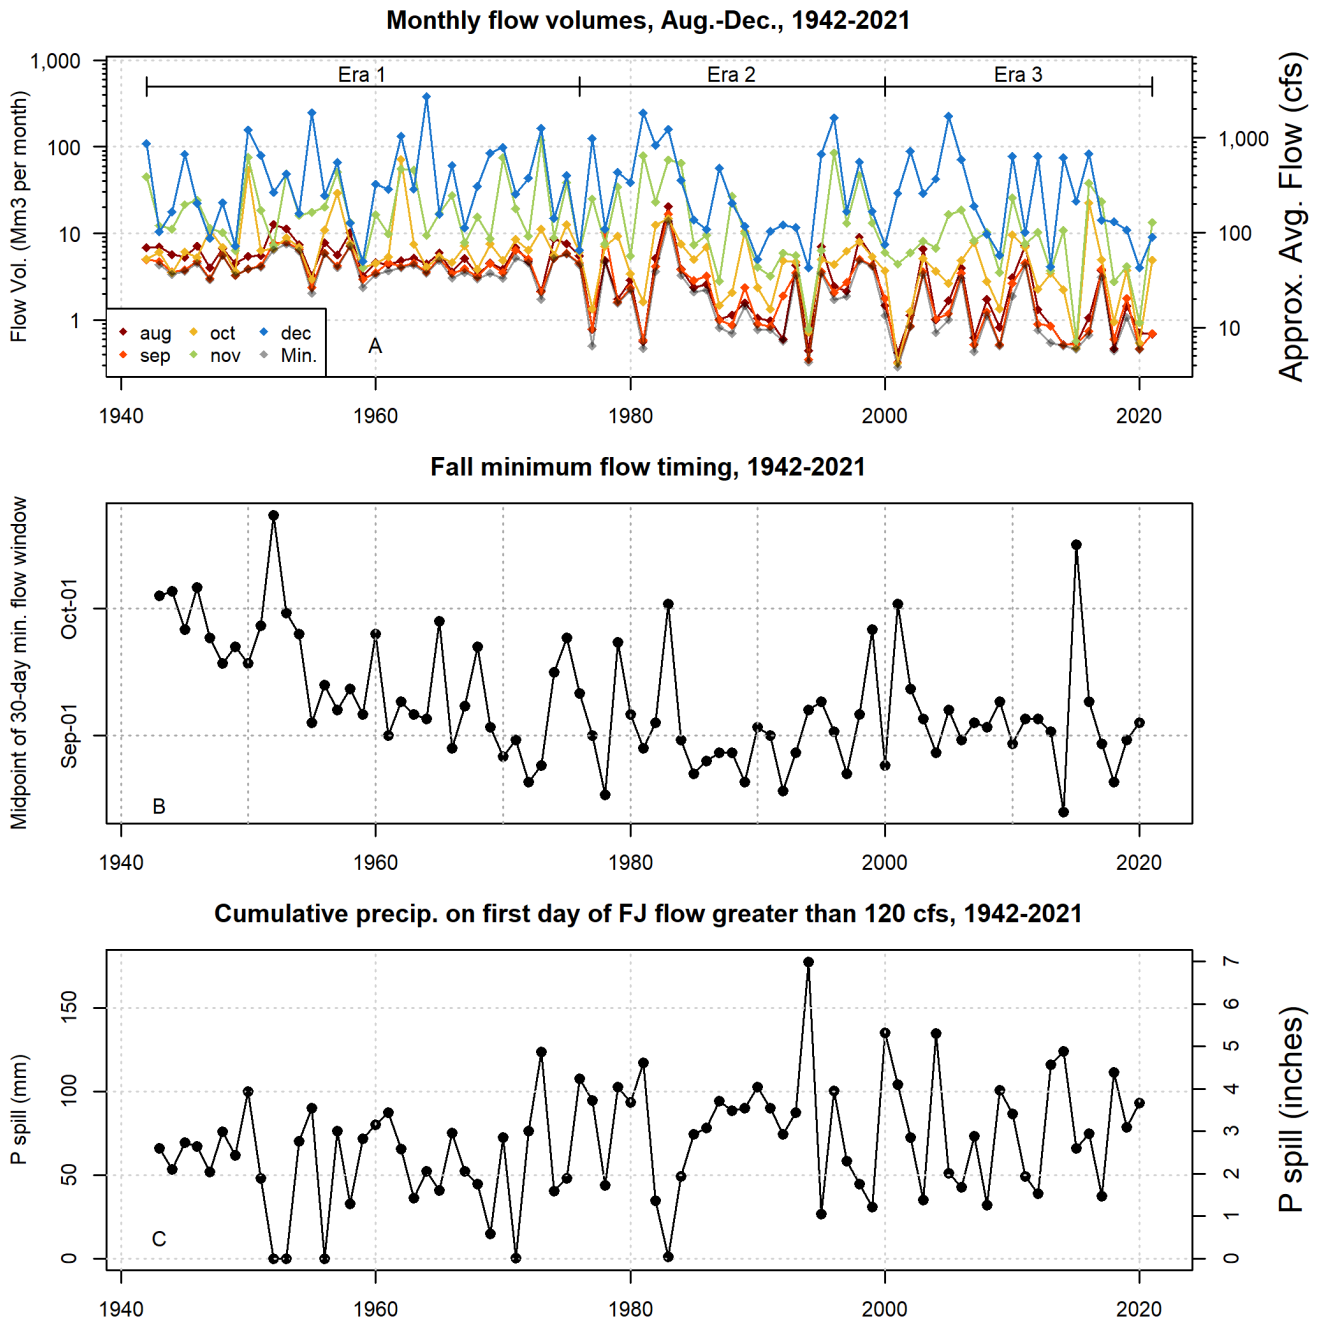 Monthly flow volumes, Aug.-Dec., 1942-2021
Flow Vol. (Mm3 per month)
1,000
100
10
1
Era 1
Era 2
Era 3
1,000
100
10
Approx. Avg. Flow (cfs)
aug oct dec
sep nov Min.
A
1940 1960 1980 2000 2020
Fall minimum flow timing, 1942-2021
Midpoint of 30-day min. flow window
Oct-01
Sep-01
B
1940 1960 1980 2000 2020
Cumulative precip. on first day of FJ flow greater than 120 cfs, 1942-2021
P spill (mm)
150
100
50
0
7
6
5
4
3
2
1
0
P spill (inches)
C
1940 1960 1980 2000 2020